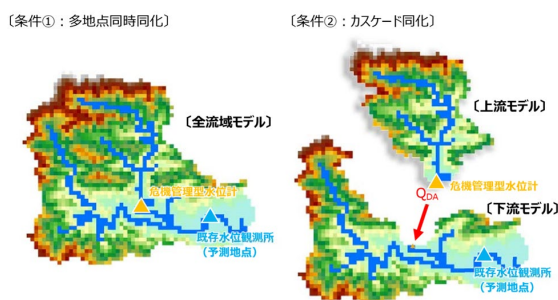 〔条件①：多地点同時同化〕
〔全流域モデル〕
危機管理型水位計
既存水位観測所
(予測地点)
〔条件②：カスケード同化〕
〔上流モデル〕
危機管理型水位計
QDA
〔下流モデル〕
既存水位観測所
(予測地点)